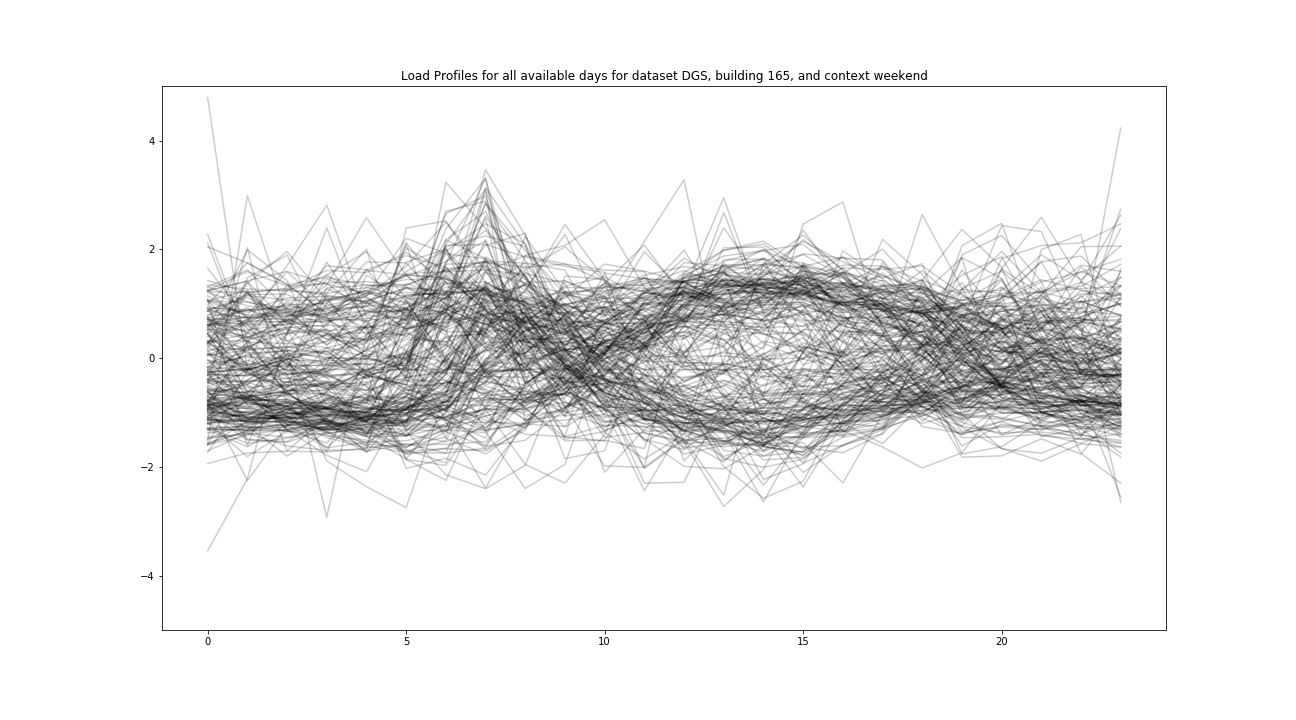 Load Profiles for all available days for dataset DGS, building 165, and context weekend
4
2
0
−2
−4
0 5 10 15 20